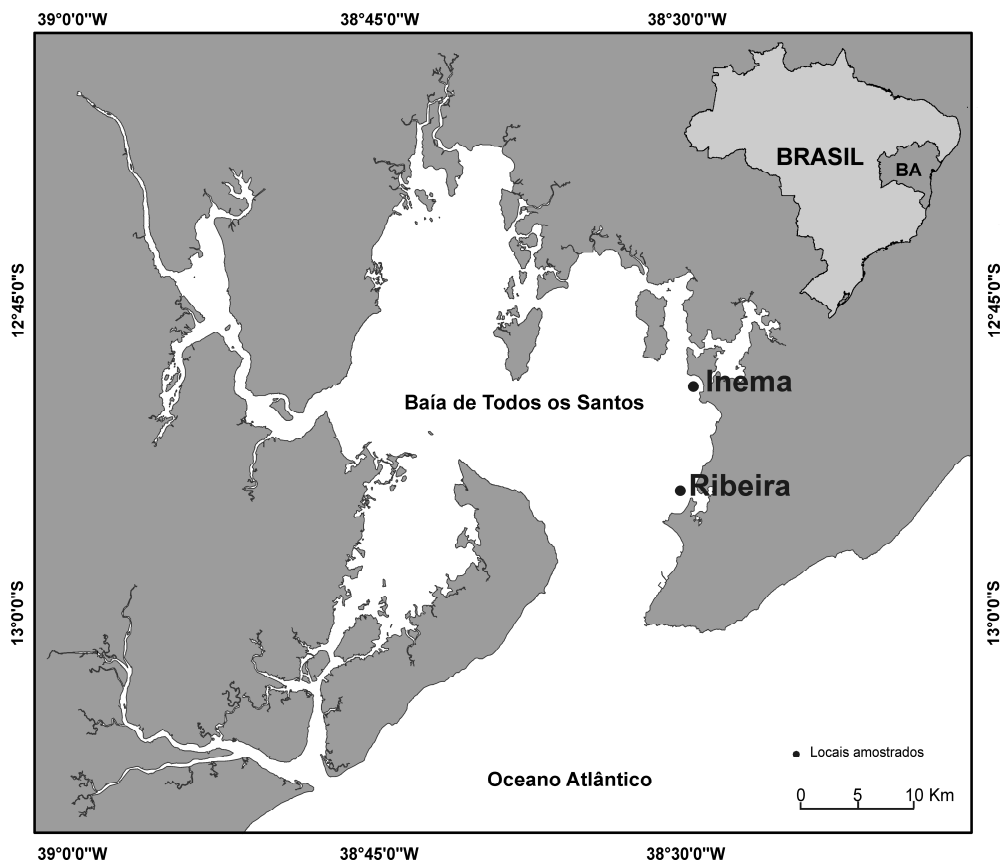 39°0'0"W
38°45'0"W
38°30'0"W
BRASIL
BA
12°45'0"S
12°45'0"S
Inema
Baía de Todos os Santos
Ribeira
13°0'0"S
13°0'0"S
Locais amostrados
Oceano Atlântico
0 5 10 Km
39°0'0"W
38°45'0"W
38°30'0"W